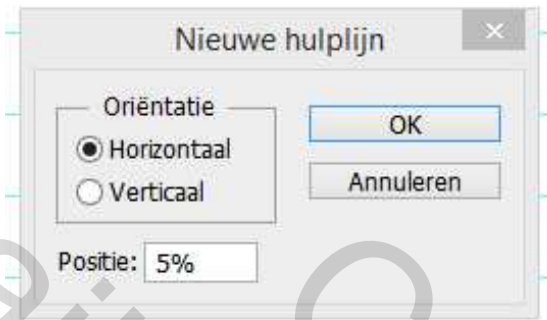 Nieuwe hulplijn
Oriëntatie
Horizontaal
Verticaal
OK
Annuleren
Positie: 5%